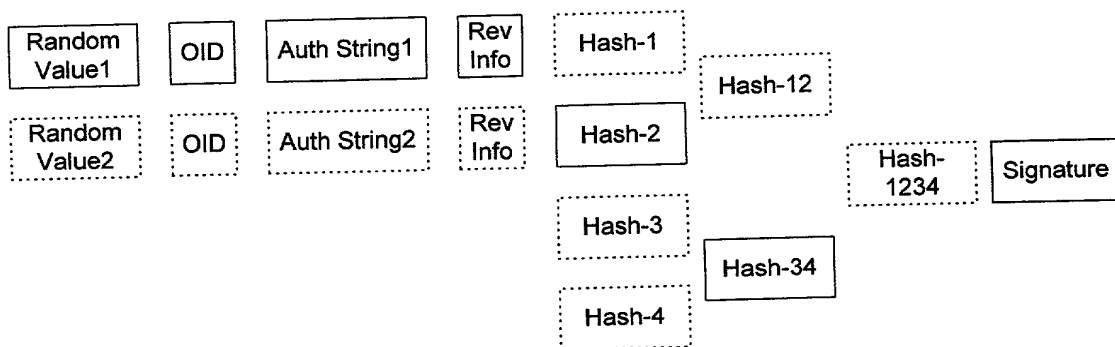 Random
Value1
OID
Auth String1
Rev
Info
Hash-1
Hash-12
Random
Value2
OID
Auth String2
Rev
Info
Hash-2
Hash-
1234
Signature
Hash-3
Hash-34
Hash-4